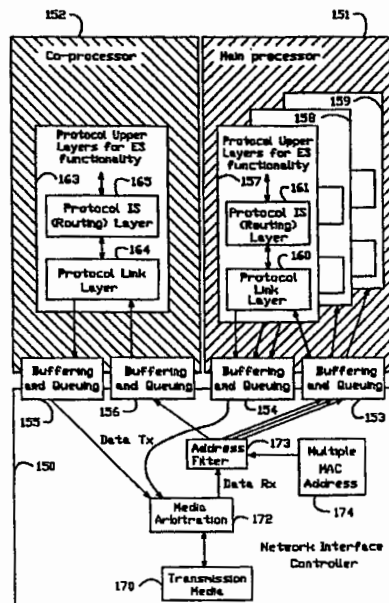 152
151
Co-processor
Main processor
159
158
Protocol Upper
Layers for ES
functionality
163
165
Protocol IS
(Routing)
Layer
164
Protocol Link
Layer
Protocol Upper
Layers for ES
functionality
157
161
Protocol IS
(Routing)
Layer
160
Protocol
Link
Layer
Buffering
and Queuing
Buffering
and Queuing
Buffering
and Queuing
Buffering
and Queuing
155
156
154
153
150
Data Tx
Address
Filter
173
Multiple
MAC
Address
174
Data Rx
Media
Arbitration
172
Network Interface
Controller
170
Transmission
Media